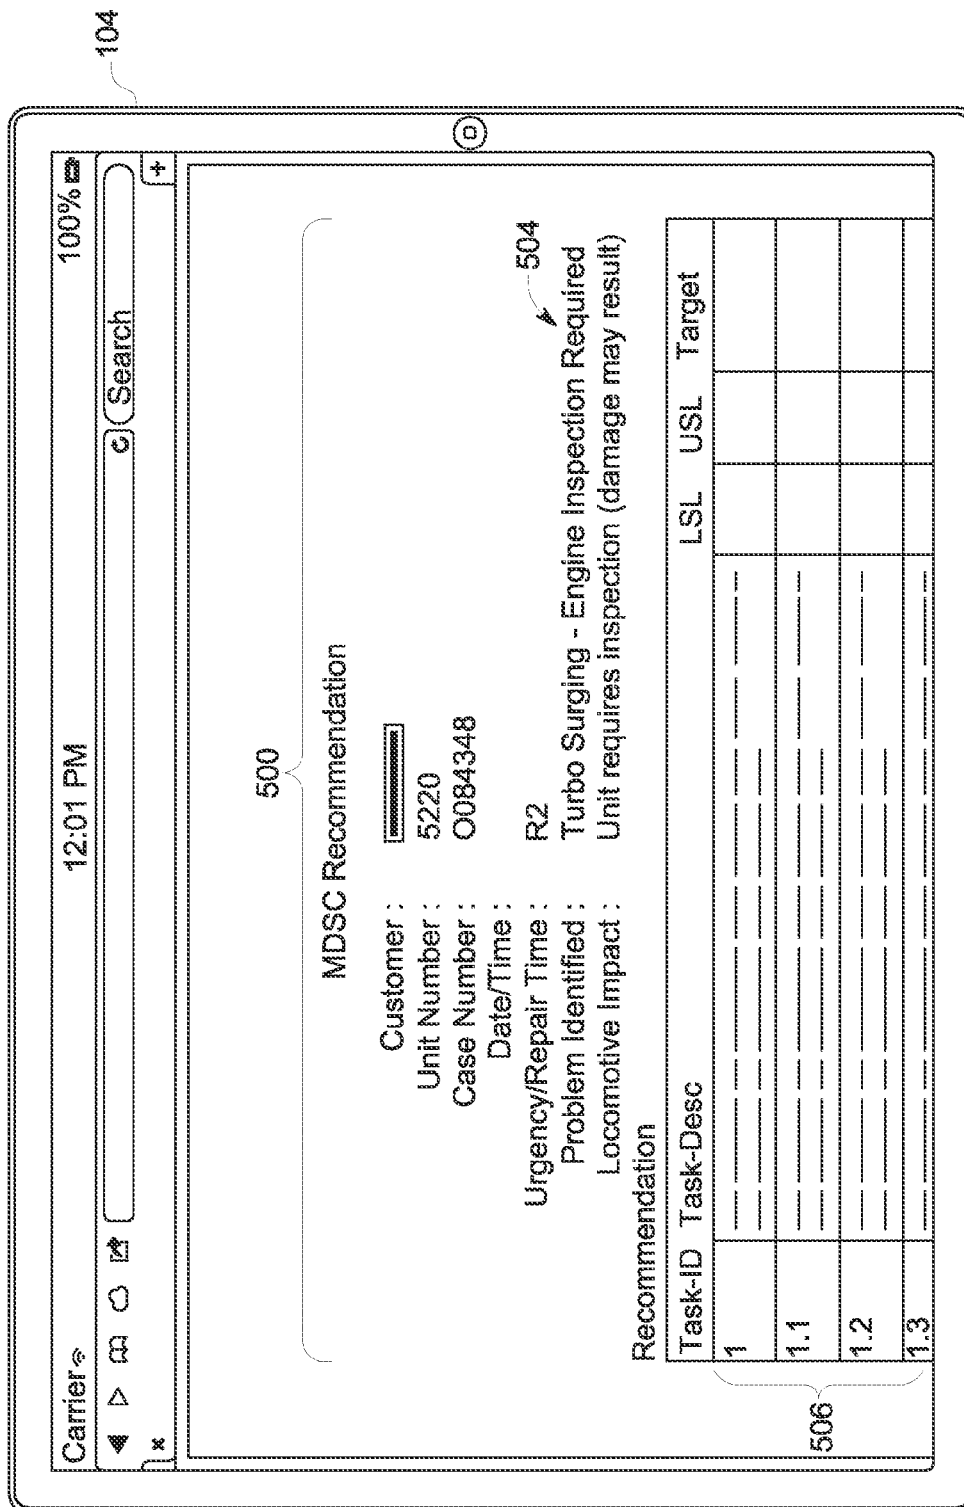 104
Carrier 12:01 PM 100%
Search
x +
500
MDSC Recommendation
Customer :
Unit Number : 5220
Case Number : O084348
Date/Time :
Urgency/Repair Time : R2
504
Problem Identified : Turbo Surging - Engine Inspection Required
Locomotive Impact : Unit requires inspection (damage may result)
Recommendation
Task-ID Task-Desc LSL USL Target
1
1.1
506
1.2
1.3